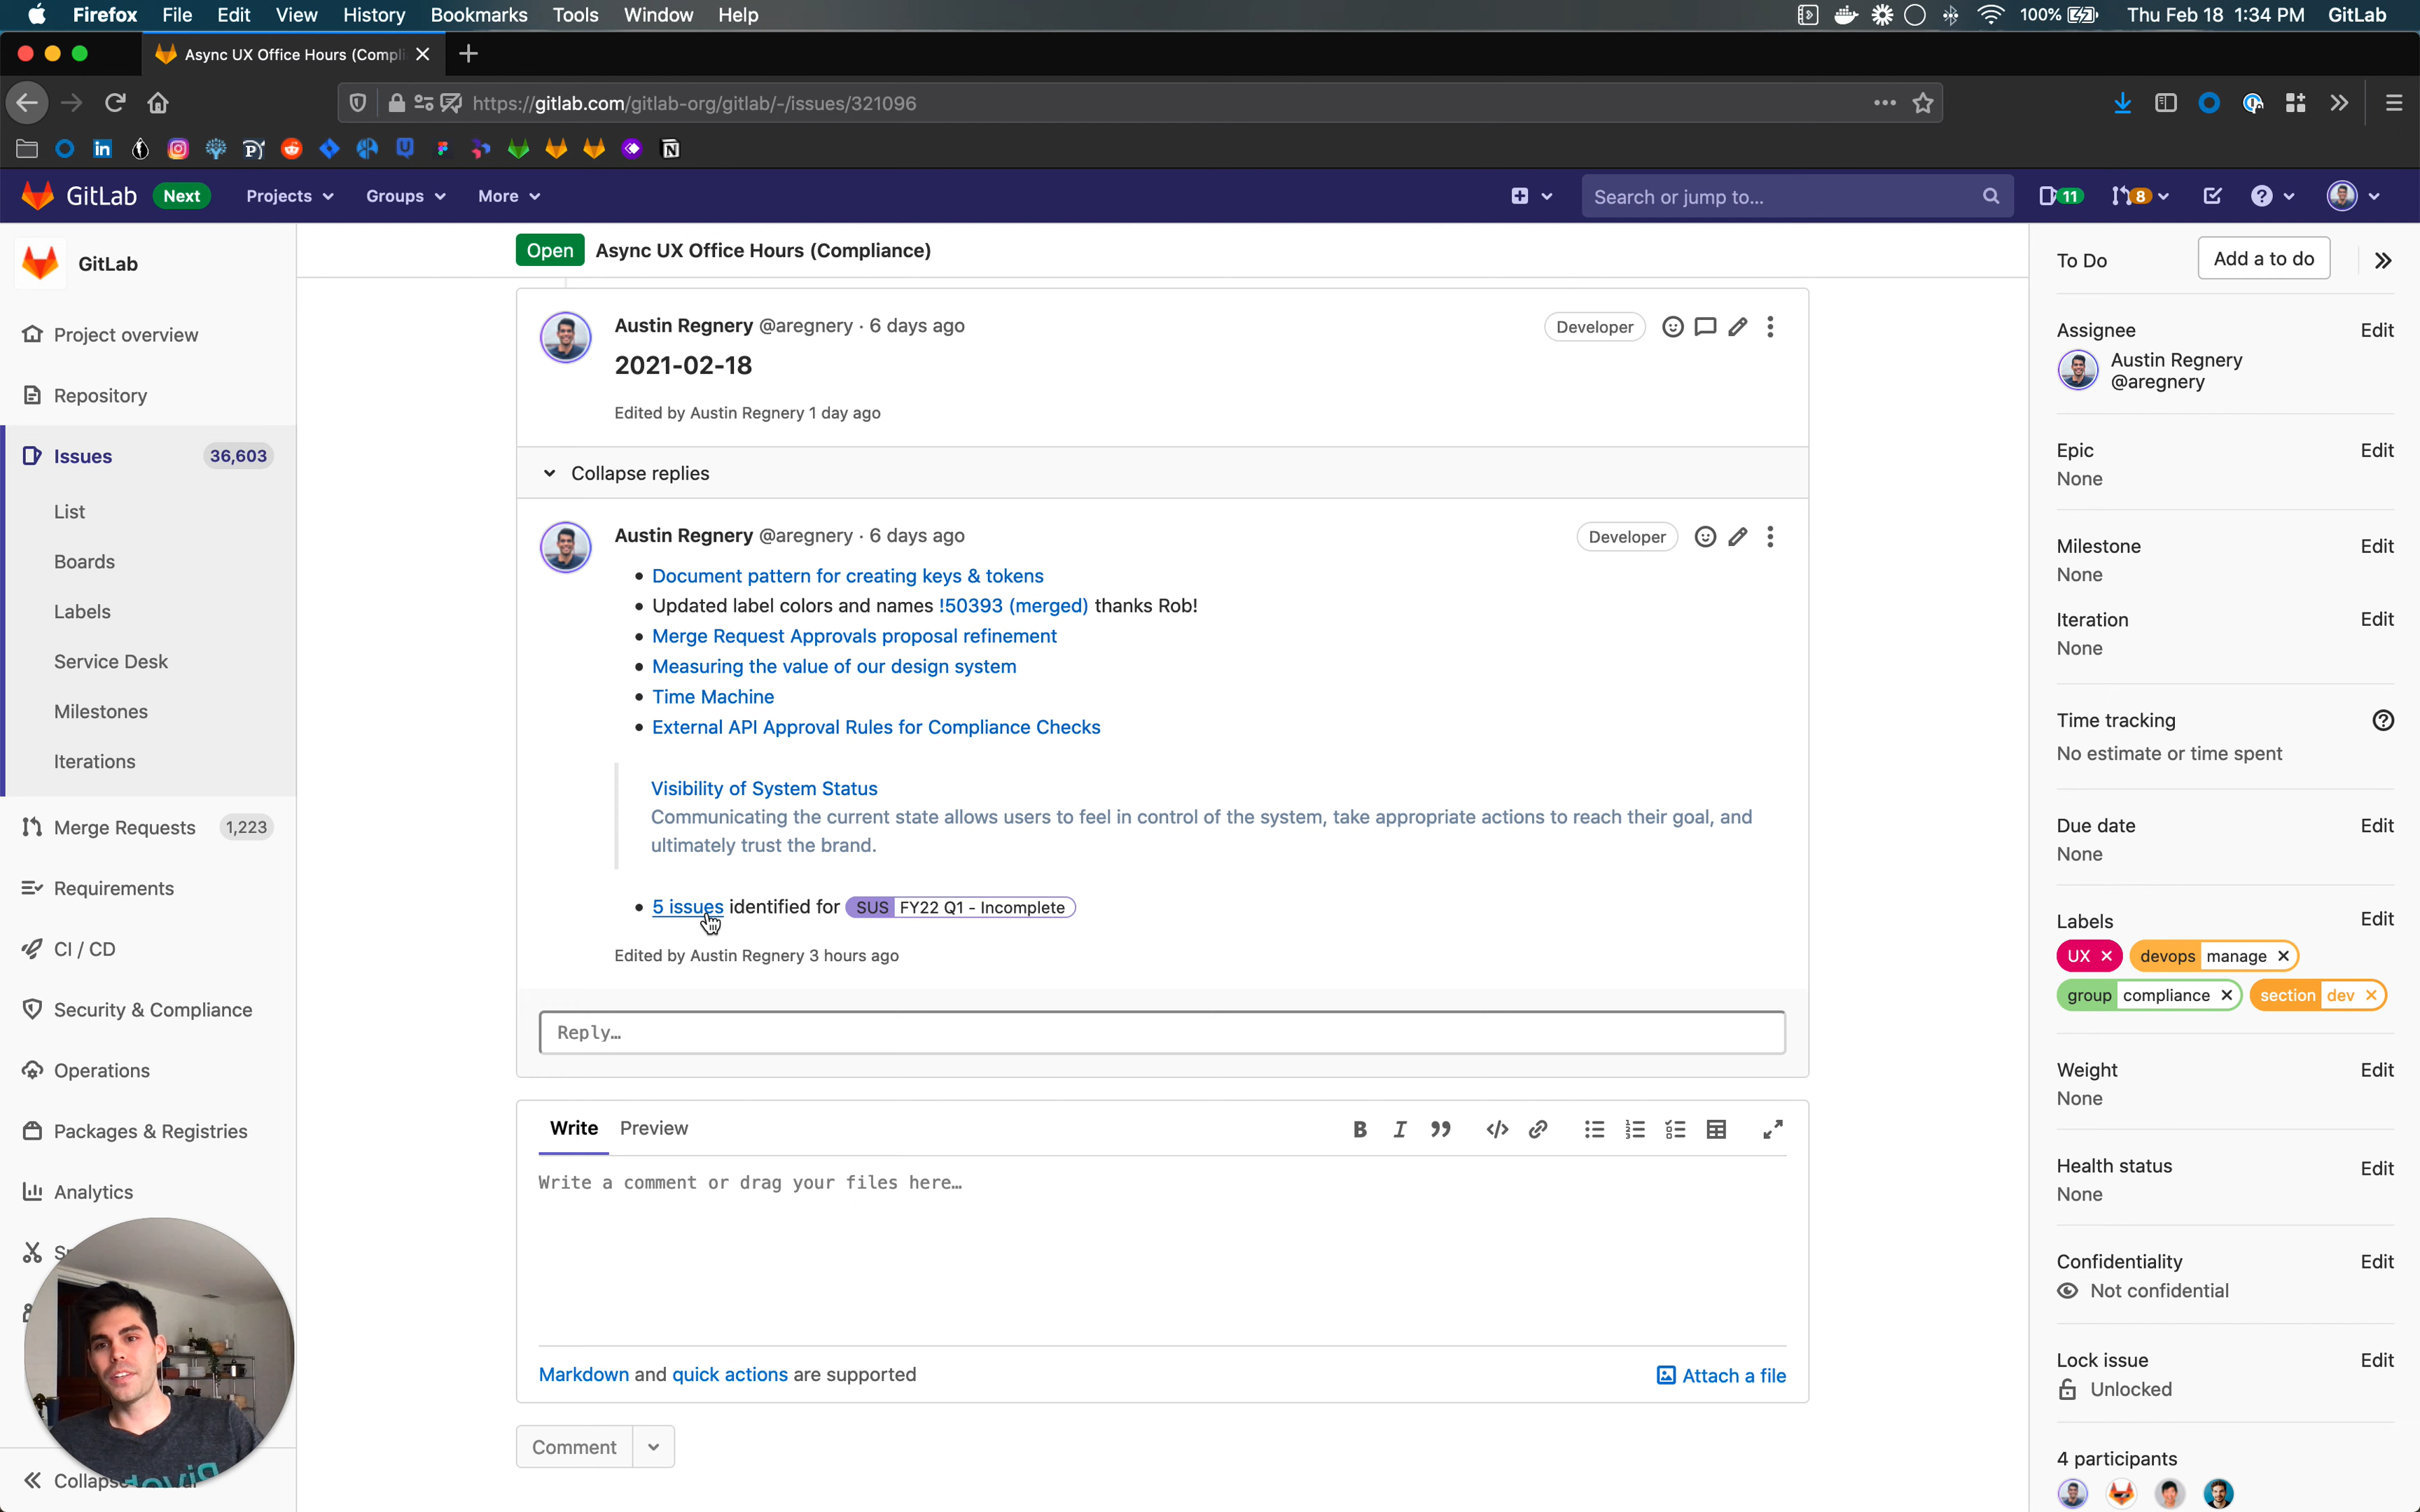 Firefox File Edit View History Bookmarks Tools Window Help 100% Thu Feb 18 1:34 PM GitLab
Async UX Office Hours (Compli
https://gitlab.com/gitlab-org/gitlab/-/issues/321096
GitLab Next Projects Groups More Search or jump to... 11 8
GitLab
Project overview
Repository
Issues 36,603
List
Boards
Labels
Service Desk
Milestones
Iterations
Merge Requests 1,223
Requirements
CI / CD
Security & Compliance
Operations
Packages & Registries
Analytics
Open Async UX Office Hours (Compliance)
Austin Regnery @aregnery · 6 days ago Developer
2021-02-18
Edited by Austin Regnery 1 day ago
Collapse replies
Austin Regnery @aregnery · 6 days ago Developer
Document pattern for creating keys & tokens
Updated label colors and names !50393 (merged) thanks Rob!
Merge Request Approvals proposal refinement
Measuring the value of our design system
Time Machine
External API Approval Rules for Compliance Checks
Visibility of System Status
Communicating the current state allows users to feel in control of the system, take appropriate actions to reach their goal, and
ultimately trust the brand.
5 issues identified for SUS FY22 Q1 - Incomplete
Edited by Austin Regnery 3 hours ago
Reply…
Write Preview
Write a comment or drag your files here…
Markdown and quick actions are supported
Attach a file
Comment
To Do Add a to do
Assignee Edit
Austin Regnery
@aregnery
Epic Edit
None
Milestone Edit
None
Iteration Edit
None
Time tracking
No estimate or time spent
Due date Edit
None
Labels Edit
UX devops manage
group compliance section dev
Weight Edit
None
Health status Edit
None
Confidentiality Edit
Not confidential
Lock issue Edit
Unlocked
4 participants